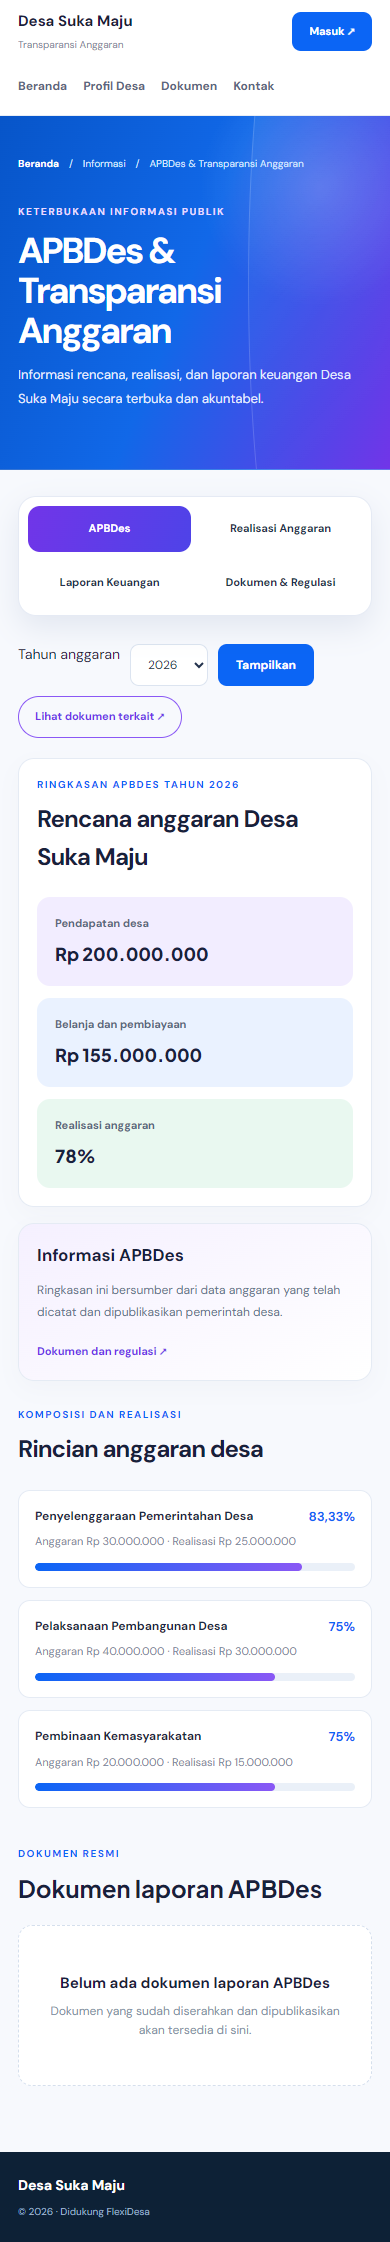 Desa Suka Maju
Transparansi Anggaran
Masuk ↗
Beranda Profil Desa Dokumen Kontak
Beranda / Informasi / APBDes & Transparansi Anggaran
KETERBUKAAN INFORMASI PUBLIK
APBDes &
Transparansi
Anggaran
Informasi rencana, realisasi, dan laporan keuangan Desa
Suka Maju secara terbuka dan akuntabel.
APBDes
Realisasi Anggaran
Laporan Keuangan
Dokumen & Regulasi
Tahun anggaran
2026
Tampilkan
Lihat dokumen terkait ↗
RINGKASAN APBDES TAHUN 2026
Rencana anggaran Desa
Suka Maju
Pendapatan desa
Rp 200.000.000
Belanja dan pembiayaan
Rp 155.000.000
Realisasi anggaran
78%
Informasi APBDes
Ringkasan ini bersumber dari data anggaran yang telah
dicatat dan dipublikasikan pemerintah desa.
Dokumen dan regulasi ↗
KOMPOSISI DAN REALISASI
Rincian anggaran desa
Penyelenggaraan Pemerintahan Desa 83,33%
Anggaran Rp 30.000.000 · Realisasi Rp 25.000.000
Pelaksanaan Pembangunan Desa 75%
Anggaran Rp 40.000.000 · Realisasi Rp 30.000.000
Pembinaan Kemasyarakatan 75%
Anggaran Rp 20.000.000 · Realisasi Rp 15.000.000
DOKUMEN RESMI
Dokumen laporan APBDes
Belum ada dokumen laporan APBDes
Dokumen yang sudah diserahkan dan dipublikasikan
akan tersedia di sini.
Desa Suka Maju
© 2026 · Didukung FlexiDesa